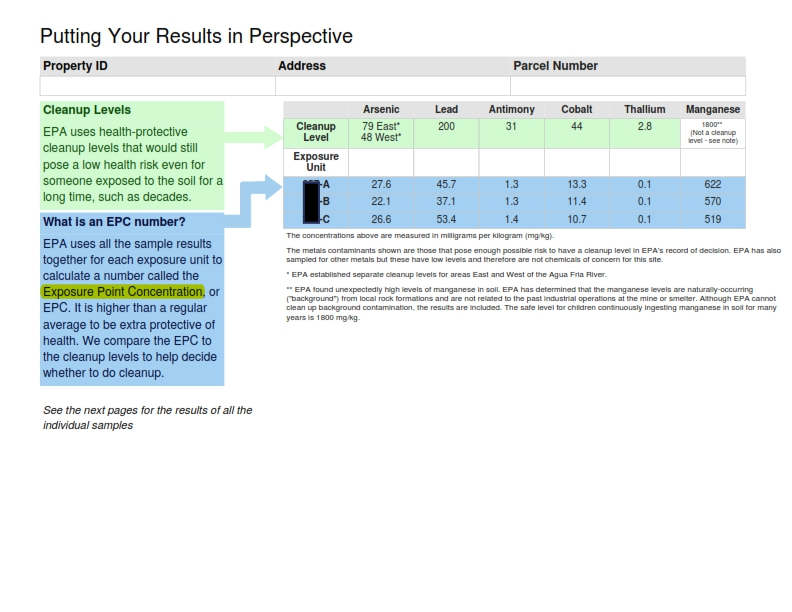 Putting Your Results in Perspective
Property ID Address Parcel Number
Cleanup Levels
EPA uses health-protective
cleanup levels that would still
pose a low health risk even for
someone exposed to the soil for a
long time, such as decades.
What is an EPC number?
EPA uses all the sample results
together for each exposure unit to
calculate a number called the
Exposure Point Concentration, or
EPC. It is higher than a regular
average to be extra protective of
health. We compare the EPC to
the cleanup levels to help decide
whether to do cleanup.
See the next pages for the results of all the
individual samples
Arsenic Lead Antimony Cobalt Thallium Manganese
Cleanup Level 79 East* 48 West* 200 31 44 2.8 1800** (Not a cleanup level - see note)
Exposure Unit
-A 27.6 45.7 1.3 13.3 0.1 622
-B 22.1 37.1 1.3 11.4 0.1 570
-C 26.6 53.4 1.4 10.7 0.1 519
The concentrations above are measured in milligrams per kilogram (mg/kg).
The metals contaminants shown are those that pose enough possible risk to have a cleanup level in EPA's record of decision. EPA has also
sampled for other metals but these have low levels and therefore are not chemicals of concern for this site.
* EPA established separate cleanup levels for areas East and West of the Agua Fria River.
** EPA found unexpectedly high levels of manganese in soil. EPA has determined that the manganese levels are naturally-occurring
("background") from local rock formations and are not related to the past industrial operations at the mine or smelter. Although EPA cannot
clean up background contamination, the results are included. The safe level for children continuously ingesting manganese in soil for many
years is 1800 mg/kg.